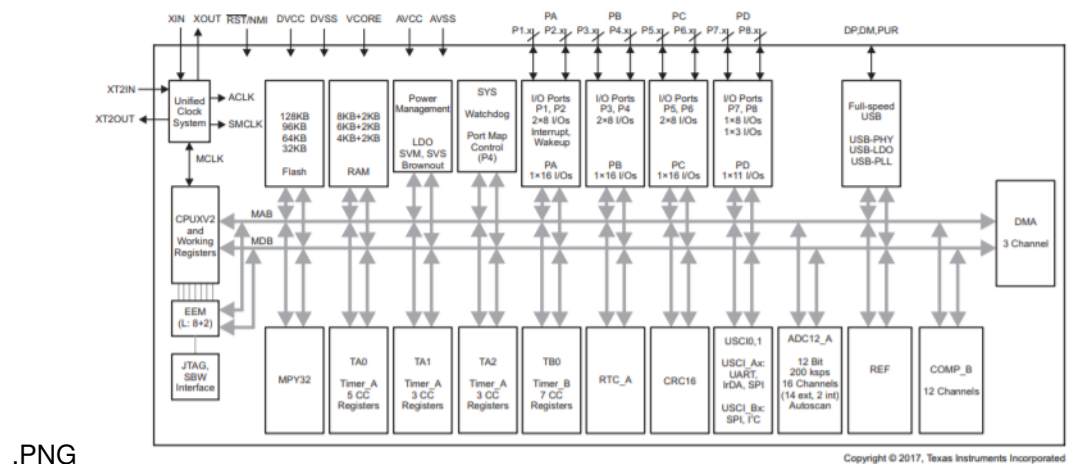 PA PB PC PD
XIN XOUT RST/NMI DVCC DVSS VCORE AVCC AVSS P1.x P2.x P3.x P4.x P5.x P6.x P7.x P8.x DP,DM,PUR
XT2IN
XT2OUT
Unified
Clock
System
ACLK
SMCLK
MCLK
128KB
96KB
64KB
32KB
Flash
8KB+2KB
6KB+2KB
4KB+2KB
RAM
Power
Management
LDO
SVM, SVS
Brownout
SYS
Watchdog
Port Map
Control
(P4)
I/O Ports
P1, P2
2×8 I/Os
Interrupt,
Wakeup
PA
1×16 I/Os
I/O Ports
P3, P4
2×8 I/Os
PB
1×16 I/Os
I/O Ports
P5, P6
2×8 I/Os
PC
1×16 I/Os
I/O Ports
P7, P8
1×8 I/Os
1×3 I/Os
PD
1×11 I/Os
Full-speed
USB
USB-PHY
USB-LDO
USB-PLL
CPUXV2
and
Working
Registers
MAB
MDB
DMA
3 Channel
EEM
(L: 8+2)
JTAG,
SBW
Interface
MPY32
TA0
Timer_A
5 CC
Registers
TA1
Timer_A
3 CC
Registers
TA2
Timer_A
3 CC
Registers
TB0
Timer_B
7 CC
Registers
RTC_A
CRC16
USCI0,1
USCI_Ax:
UART,
IrDA, SPI
USCI_Bx:
SPI, I²C
ADC12_A
12 Bit
200 ksps
16 Channels
(14 ext, 2 int)
Autoscan
REF
COMP_B
12 Channels
.PNG
Copyright © 2017, Texas Instruments Incorporated